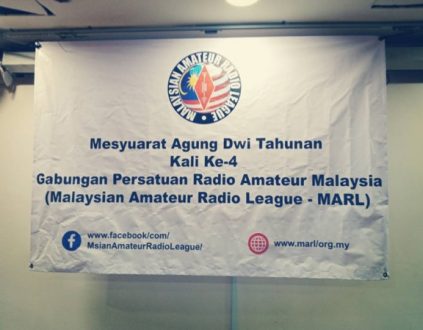 MALAYSIAN AMATEUR RADIO LEAGUE
Mesyuarat Agung Dwi Tahunan
Kali Ke-4
Gabungan Persatuan Radio Amateur Malaysia
(Malaysian Amateur Radio League - MARL)
www.facebook/com/
MsianAmateurRadioLeague/
www.marl/org.my